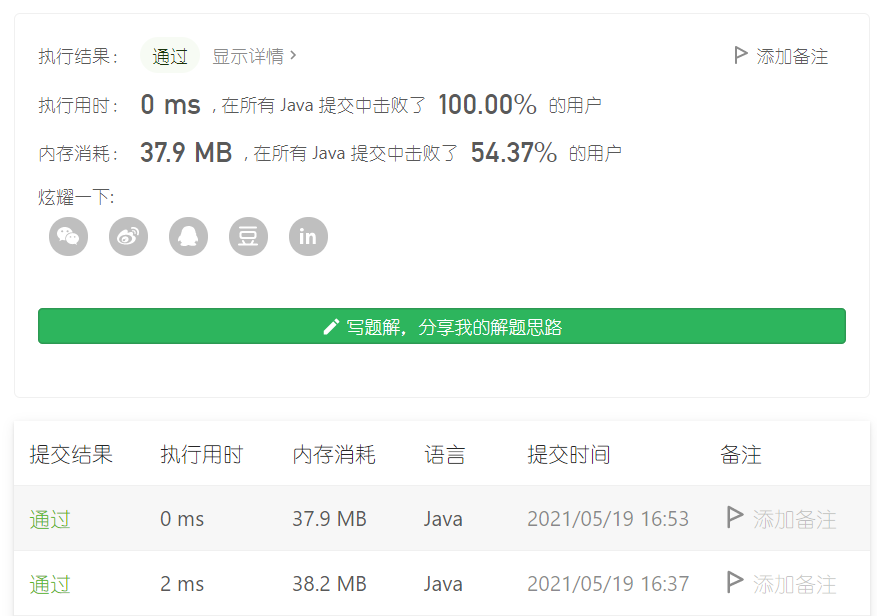 执行结果： 通过 显示详情 > 添加备注
执行用时： 0 ms , 在所有 Java 提交中击败了 100.00% 的用户
内存消耗： 37.9 MB , 在所有 Java 提交中击败了 54.37% 的用户
炫耀一下:
豆 in
写题解，分享我的解题思路
提交结果 执行用时 内存消耗 语言 提交时间 备注
通过 0 ms 37.9 MB Java 2021/05/19 16:53 添加备注
通过 2 ms 38.2 MB Java 2021/05/19 16:37 添加备注